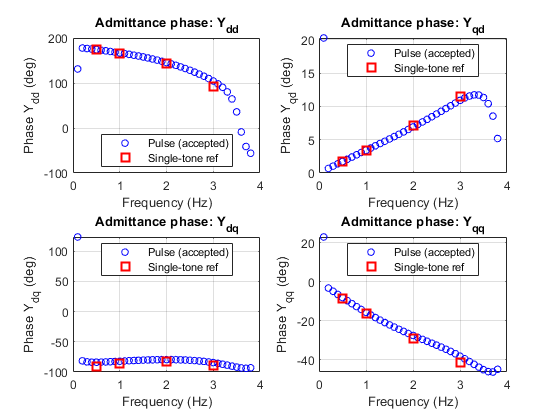 Admittance phase: Y_dd
Phase Y_dd (deg)
200
100
0
-100
Pulse (accepted)
Single-tone ref
0 1 2 3 4
Frequency (Hz)
Admittance phase: Y_qd
Phase Y_qd (deg)
20
15
10
5
0
Pulse (accepted)
Single-tone ref
0 1 2 3 4
Frequency (Hz)
Admittance phase: Y_dq
Phase Y_dq (deg)
100
50
0
-50
-100
Pulse (accepted)
Single-tone ref
0 1 2 3 4
Frequency (Hz)
Admittance phase: Y_qq
Phase Y_qq (deg)
20
0
-20
-40
Pulse (accepted)
Single-tone ref
0 1 2 3 4
Frequency (Hz)